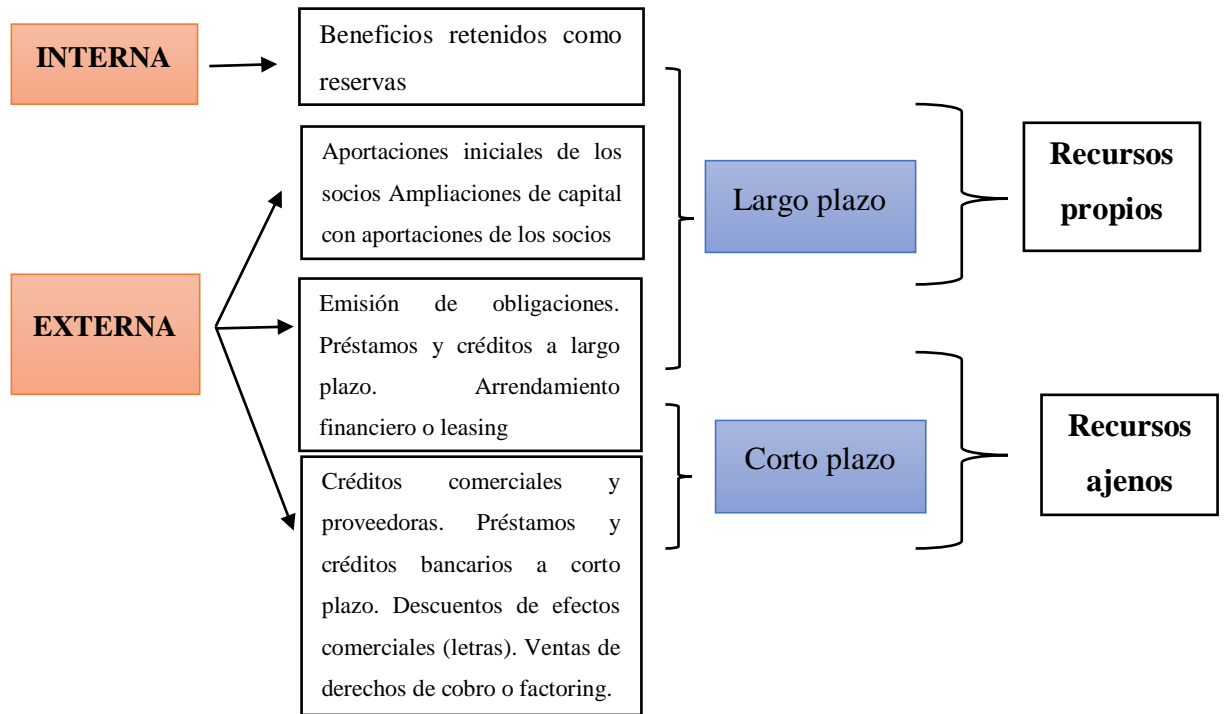 INTERNA
Beneficios retenidos como
reservas
Aportaciones iniciales de los
socios Ampliaciones de capital
con aportaciones de los socios
EXTERNA
Emisión de obligaciones.
Préstamos y créditos a largo
plazo. Arrendamiento
financiero o leasing
Créditos comerciales y
proveedoras. Préstamos y
créditos bancarios a corto
plazo. Descuentos de efectos
comerciales (letras). Ventas de
derechos de cobro o factoring.
Largo plazo
Corto plazo
Recursos
propios
Recursos
ajenos